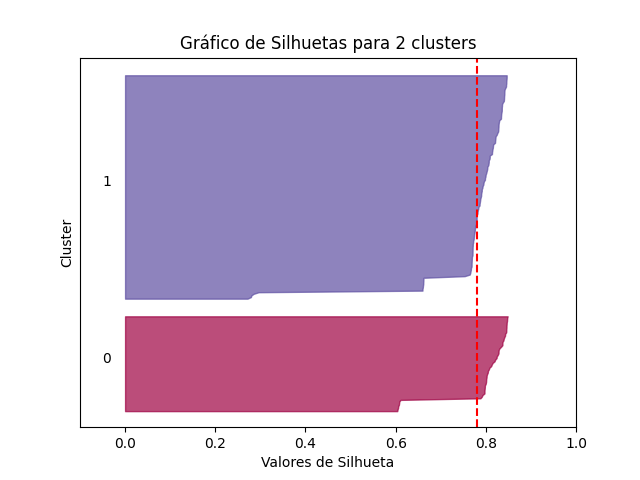 Gráfico de Silhuetas para 2 clusters
1
0
Cluster
0.0 0.2 0.4 0.6 0.8 1.0
Valores de Silhueta